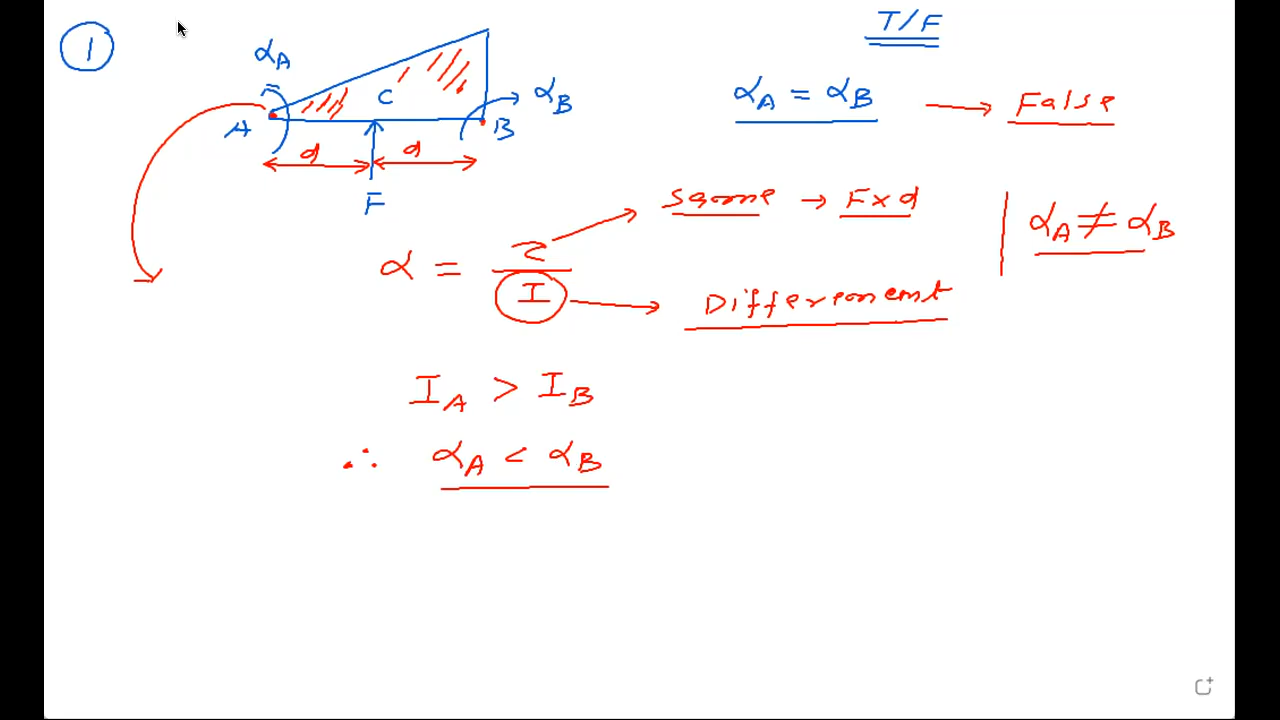 1
T/F
αA
C
αB
A
B
d
d
F
αA = αB → False
α = τ/I
Same → F x d
αA ≠ αB
Different
IA > IB
∴ αA < αB